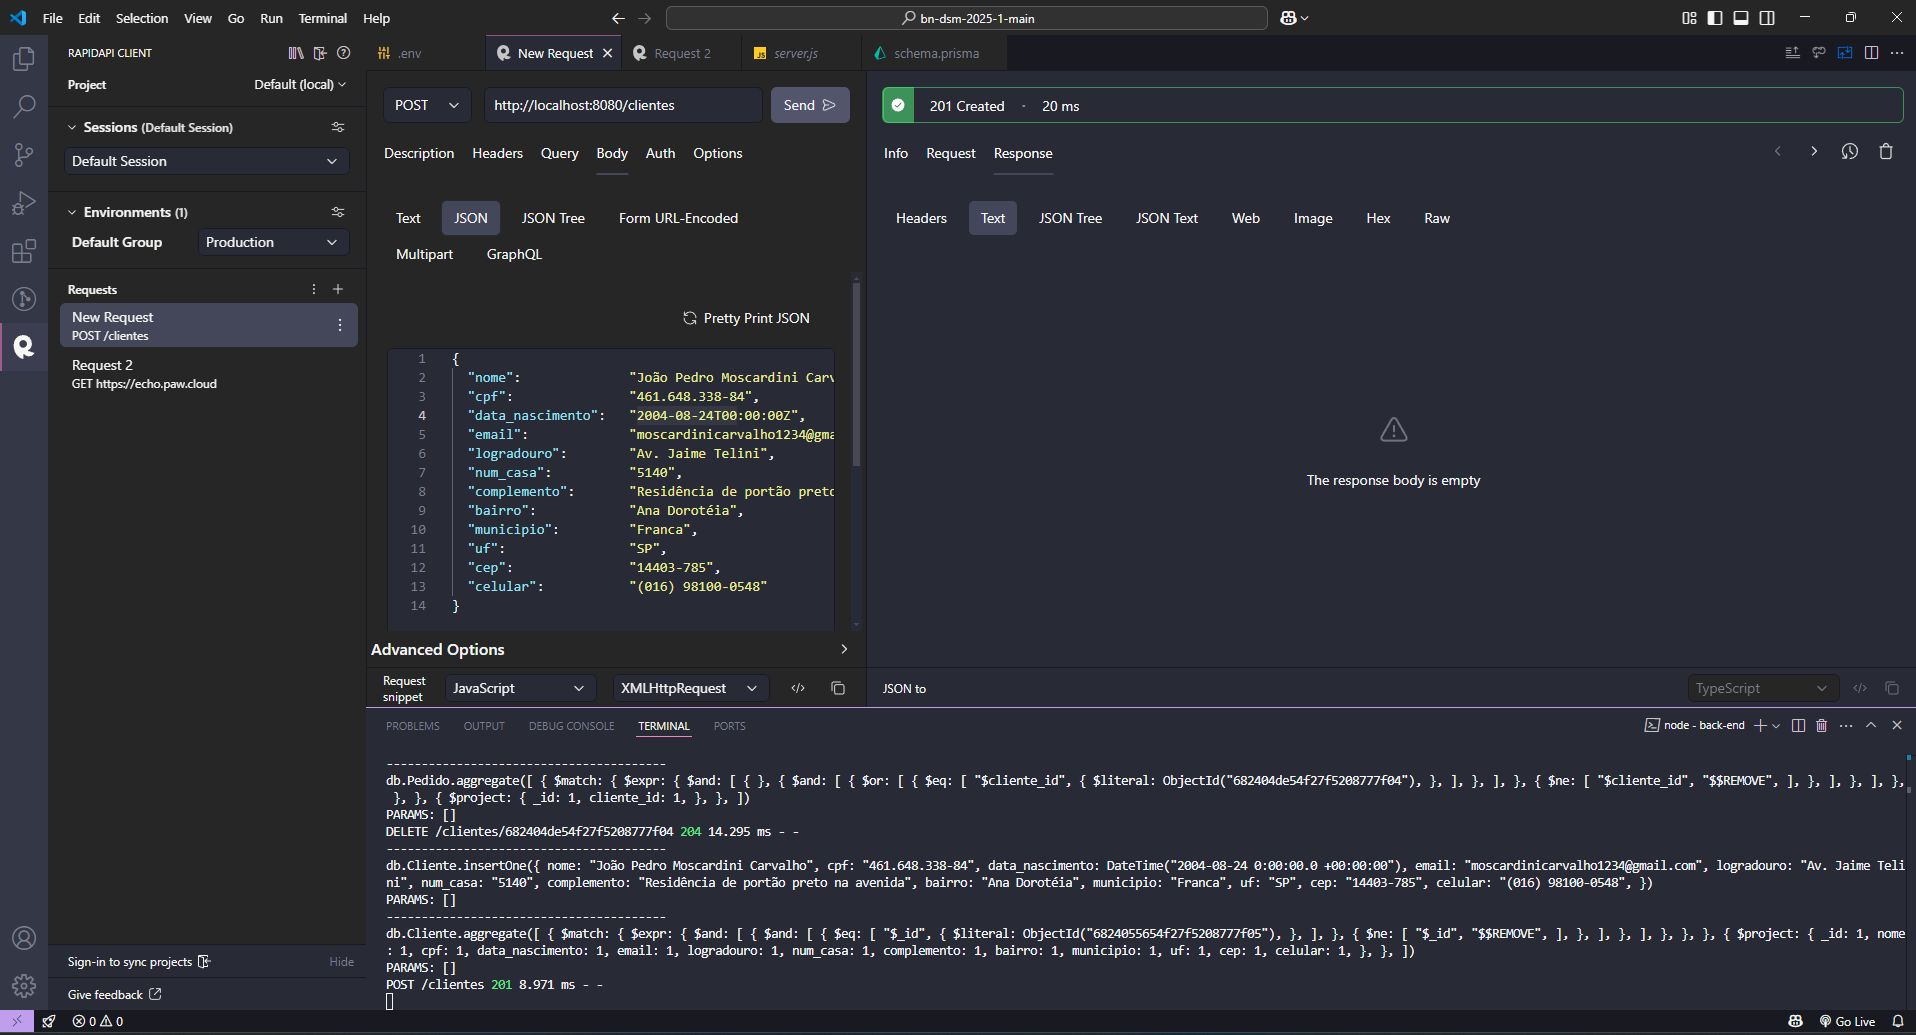 File Edit Selection View Go Run Terminal Help
bn-dsm-2025-1-main
RAPIDAPI CLIENT
.env
New Request
Request 2
server.js
schema.prisma
Project
Default (local)
Sessions (Default Session)
Default Session
Environments (1)
Default Group
Production
Requests
New Request
POST /clientes
Request 2
GET https://echo.paw.cloud
Sign-in to sync projects
Hide
Give feedback
POST
http://localhost:8080/clientes
Send
Description Headers Query Body Auth Options
Text JSON JSON Tree Form URL-Encoded
Multipart GraphQL
Pretty Print JSON
1 {
2 "nome": "João Pedro Moscardini Carv
3 "cpf": "461.648.338-84",
4 "data_nascimento": "2004-08-24T00:00:00Z",
5 "email": "moscardinicarvalho1234@gma
6 "logradouro": "Av. Jaime Telini",
7 "num_casa": "5140",
8 "complemento": "Residência de portão preto
9 "bairro": "Ana Dorotéia",
10 "municipio": "Franca",
11 "uf": "SP",
12 "cep": "14403-785",
13 "celular": "(016) 98100-0548"
14 }
Advanced Options
Request snippet
JavaScript
XMLHttpRequest
201 Created - 20 ms
Info Request Response
Headers Text JSON Tree JSON Text Web Image Hex Raw
The response body is empty
JSON to
TypeScript
PROBLEMS OUTPUT DEBUG CONSOLE TERMINAL PORTS
node - back-end
----------------------------------------
db.Pedido.aggregate([ { $match: { $expr: { $and: [ { }, { $and: [ { $or: [ { $eq: [ "$cliente_id", { $literal: ObjectId("682404de54f27f5208777f04"), }, ], }, ], }, { $ne: [ "$cliente_id", "$$REMOVE", ], }, ], }, ], },
}, }, { $project: { _id: 1, cliente_id: 1, }, }, ])
PARAMS: []
DELETE /clientes/682404de54f27f5208777f04 204 14.295 ms - -
----------------------------------------
db.Cliente.insertOne({ nome: "João Pedro Moscardini Carvalho", cpf: "461.648.338-84", data_nascimento: DateTime("2004-08-24 0:00:00.0 +00:00:00"), email: "moscardinicarvalho1234@gmail.com", logradouro: "Av. Jaime Teli
ni", num_casa: "5140", complemento: "Residência de portão preto na avenida", bairro: "Ana Dorotéia", municipio: "Franca", uf: "SP", cep: "14403-785", celular: "(016) 98100-0548", })
PARAMS: []
----------------------------------------
db.Cliente.aggregate([ { $match: { $expr: { $and: [ { $and: [ { $eq: [ "$_id", { $literal: ObjectId("6824055654f27f5208777f05"), }, ], }, { $ne: [ "$_id", "$$REMOVE", ], }, ], }, ], }, }, }, { $project: { _id: 1, nome
: 1, cpf: 1, data_nascimento: 1, email: 1, logradouro: 1, num_casa: 1, complemento: 1, bairro: 1, municipio: 1, uf: 1, cep: 1, celular: 1, }, }, ])
PARAMS: []
POST /clientes 201 8.971 ms - -
0 0
Go Live